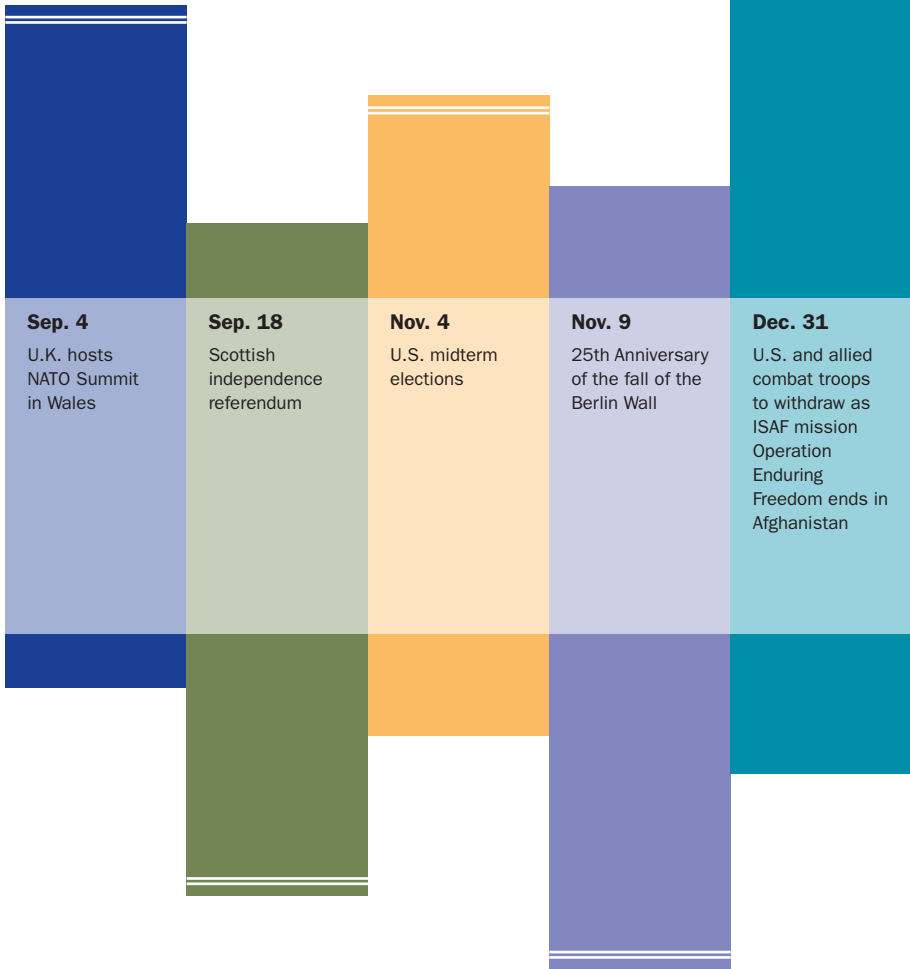 Sep. 4
U.K. hosts
NATO Summit
in Wales
Sep. 18
Scottish
independence
referendum
Nov. 4
U.S. midterm
elections
Nov. 9
25th Anniversary
of the fall of the
Berlin Wall
Dec. 31
U.S. and allied
combat troops
to withdraw as
ISAF mission
Operation
Enduring
Freedom ends in
Afghanistan